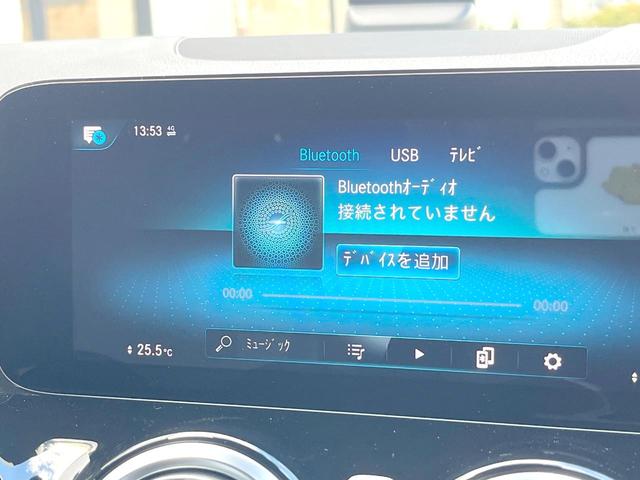 13:53 4G
Bluetooth USB ﾃﾚﾋﾞ
Bluetoothｵｰﾃﾞｨｵ
接続されていません
ﾃﾞﾊﾞｲｽを追加
00:00 00:00
25.5°C
ﾐｭｰｼﾞｯｸ